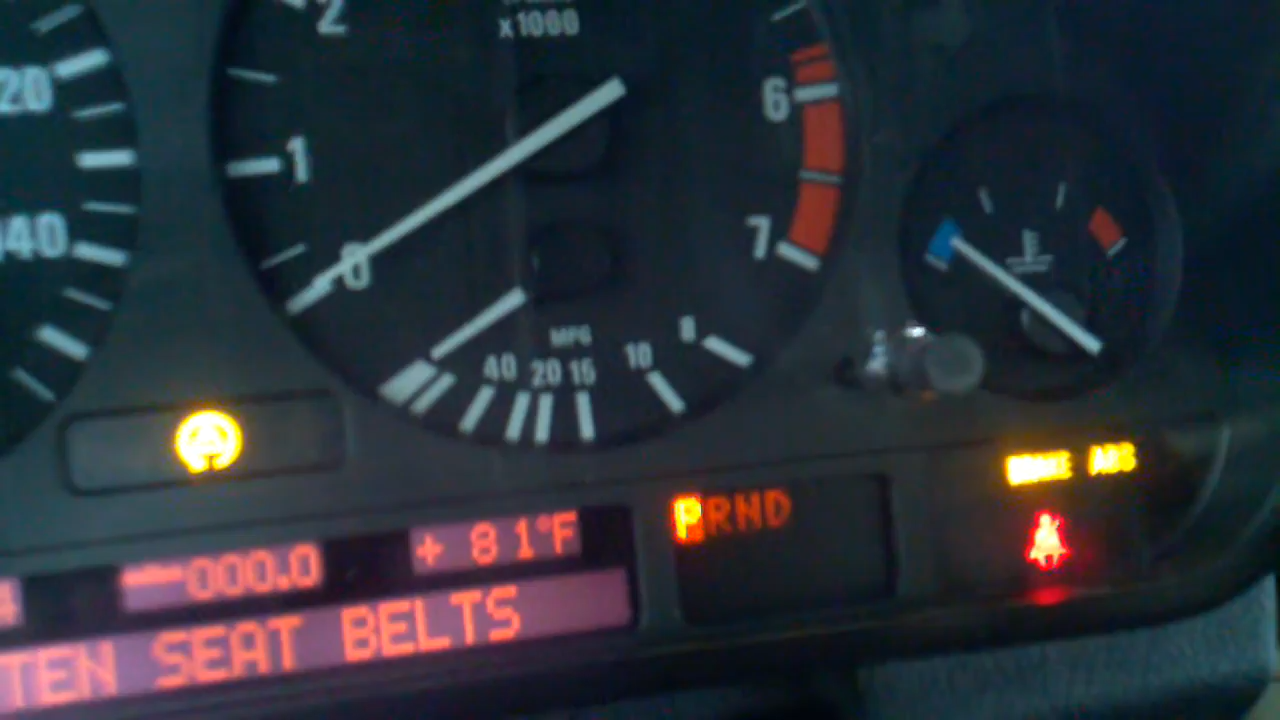 2
x1000
20
1
6
40
0
7
MPG
40 20 15 10 8
BRAKE ABS
PRND
000.0
+ 81°F
TEN SEAT BELTS